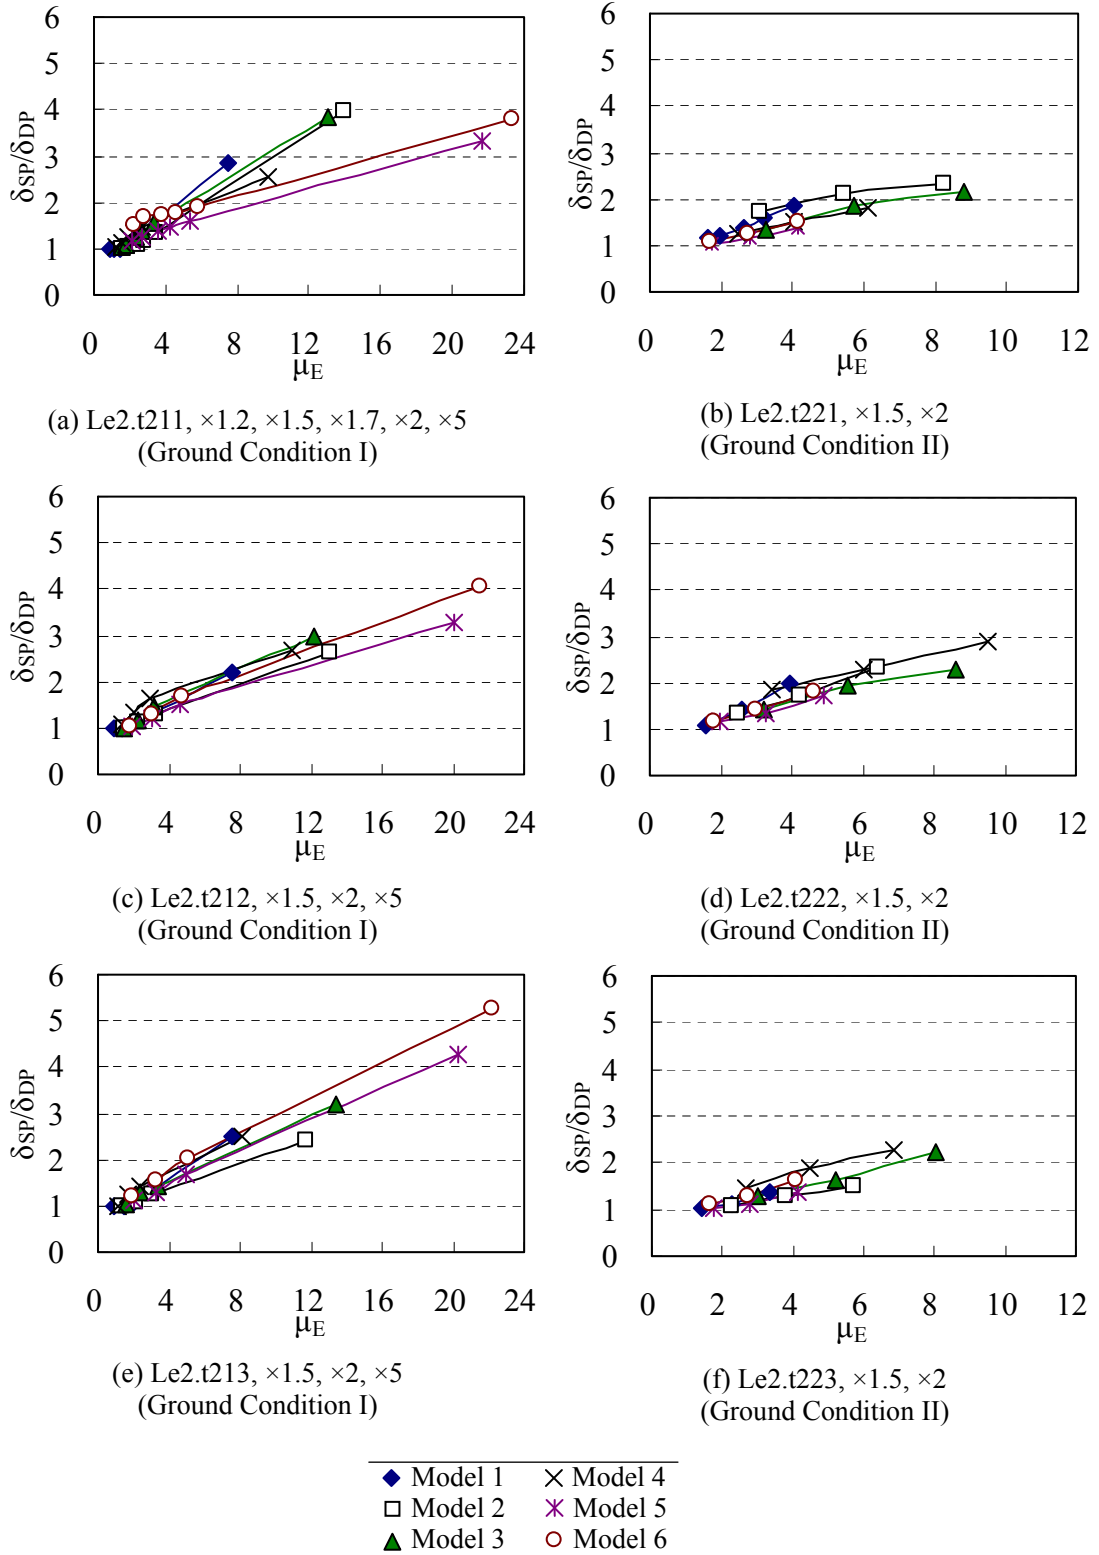 6
5
4
3
2
1
0
δSP/δDP
0 4 8 12 16 20 24
μE
(a) Le2.t211, ×1.2, ×1.5, ×1.7, ×2, ×5
(Ground Condition I)
6
5
4
3
2
1
0
δSP/δDP
0 2 4 6 8 10 12
μE
(b) Le2.t221, ×1.5, ×2
(Ground Condition II)
6
5
4
3
2
1
0
δSP/δDP
0 4 8 12 16 20 24
μE
(c) Le2.t212, ×1.5, ×2, ×5
(Ground Condition I)
6
5
4
3
2
1
0
δSP/δDP
0 2 4 6 8 10 12
μE
(d) Le2.t222, ×1.5, ×2
(Ground Condition II)
6
5
4
3
2
1
0
δSP/δDP
0 4 8 12 16 20 24
μE
(e) Le2.t213, ×1.5, ×2, ×5
(Ground Condition I)
6
5
4
3
2
1
0
δSP/δDP
0 2 4 6 8 10 12
μE
(f) Le2.t223, ×1.5, ×2
(Ground Condition II)
Model 1 Model 4
Model 2 Model 5
Model 3 Model 6